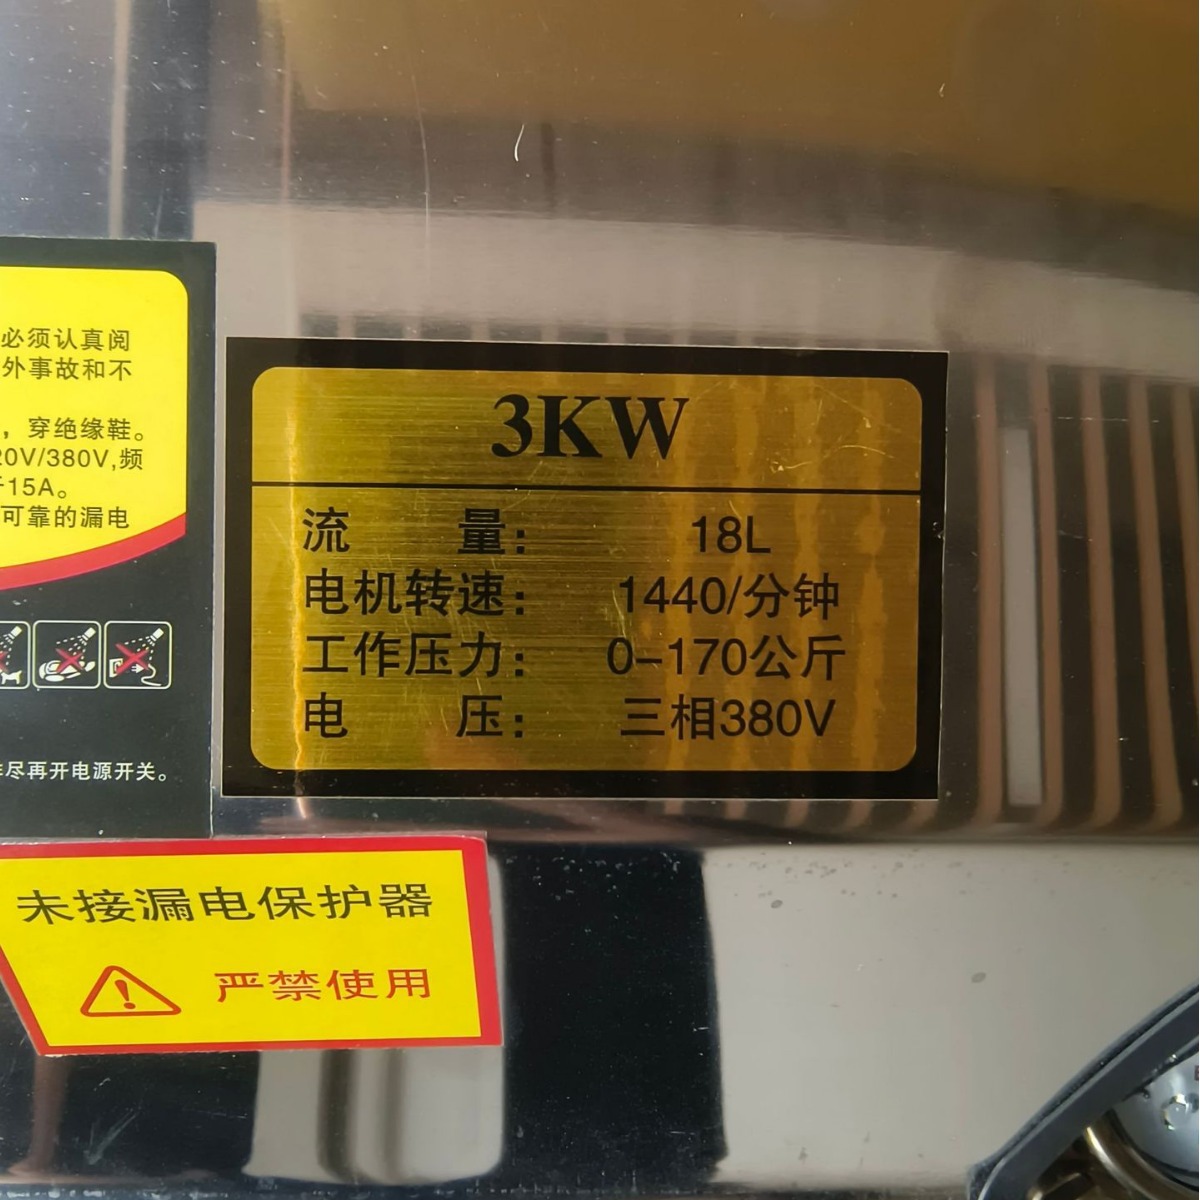 必须认真阅
外事故和不
，穿绝缘鞋。
20V/380V,频
于15A。
可靠的漏电
尽再开电源开关。
3KW
流量： 18L
电机转速： 1440/分钟
工作压力： 0-170公斤
电压： 三相380V
未接漏电保护器
严禁使用